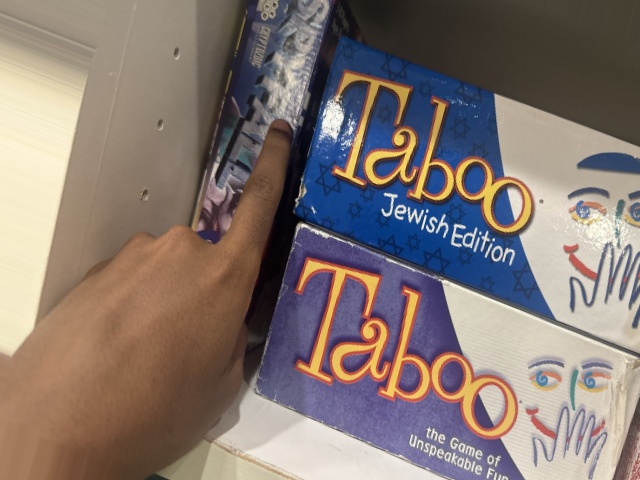 Taboo
Jewish Edition
Taboo
the Game of
Unspeakable Fun